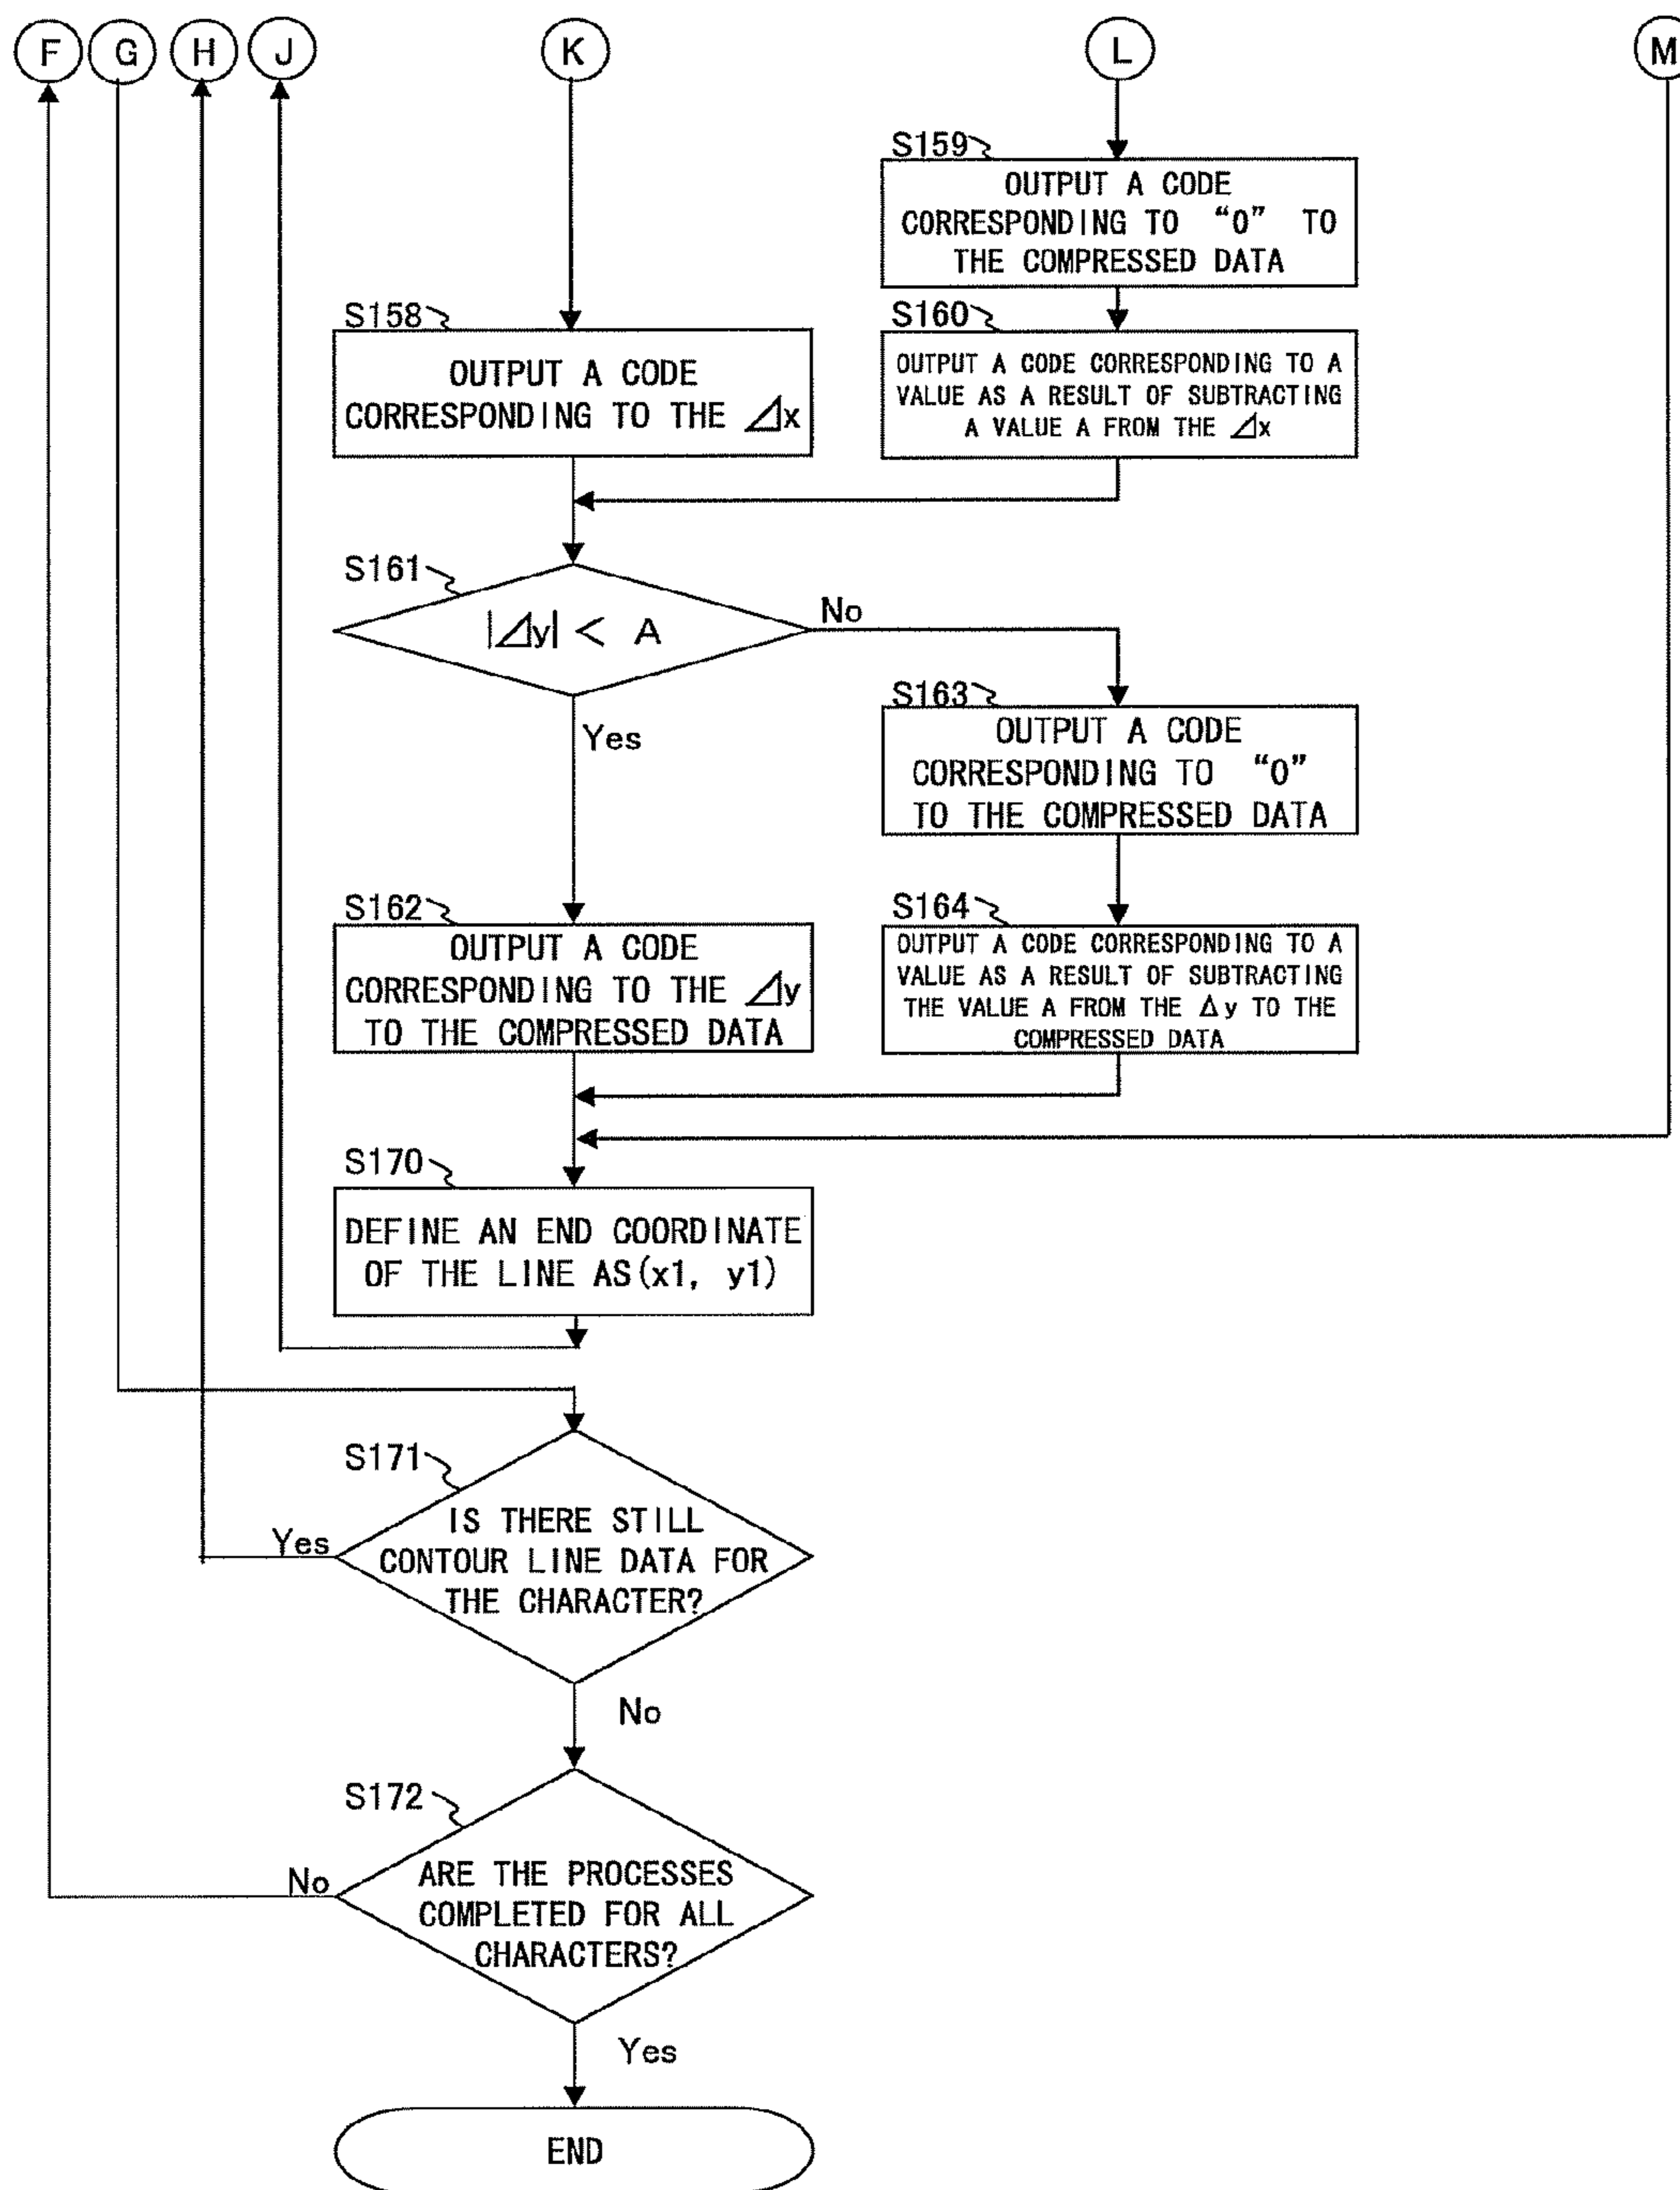 F G H J K L M
S159
OUTPUT A CODE
CORRESPONDING TO “0” TO
THE COMPRESSED DATA
S158
OUTPUT A CODE
CORRESPONDING TO THE ⊿x
S160
OUTPUT A CODE CORRESPONDING TO A
VALUE AS A RESULT OF SUBTRACTING
A VALUE A FROM THE ⊿x
S161
|⊿y| < A
No
Yes
S163
OUTPUT A CODE
CORRESPONDING TO “0”
TO THE COMPRESSED DATA
S162
OUTPUT A CODE
CORRESPONDING TO THE ⊿y
TO THE COMPRESSED DATA
S164
OUTPUT A CODE CORRESPONDING TO A
VALUE AS A RESULT OF SUBTRACTING
THE VALUE A FROM THE Δy TO THE
COMPRESSED DATA
S170
DEFINE AN END COORDINATE
OF THE LINE AS(x1, y1)
S171
IS THERE STILL
CONTOUR LINE DATA FOR
THE CHARACTER?
Yes
No
S172
ARE THE PROCESSES
COMPLETED FOR ALL
CHARACTERS?
No
Yes
END